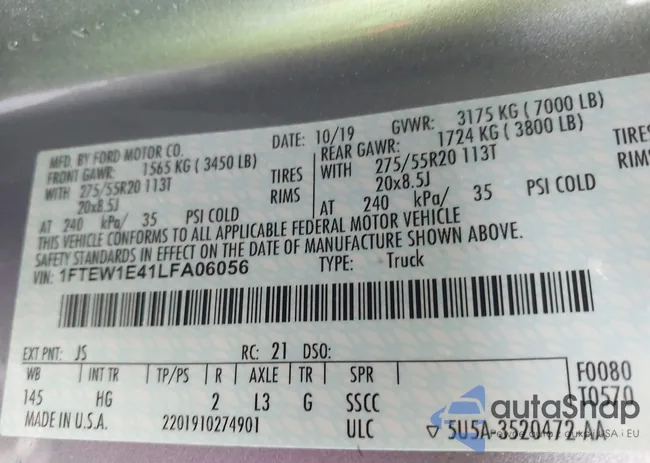 MFD. BY FORD MOTOR CO.
DATE: 10/19 GVWR: 3175 KG ( 7000 LB)
FRONT GAWR: 1565 KG ( 3450 LB) REAR GAWR: 1724 KG ( 3800 LB)
WITH 275/55R20 113T TIRES WITH 275/55R20 113T TIRES
20x8.5J RIMS 20x8.5J RIMS
AT 240 kPa/ 35 PSI COLD AT 240 kPa/ 35 PSI COLD
THIS VEHICLE CONFORMS TO ALL APPLICABLE FEDERAL MOTOR VEHICLE
SAFETY STANDARDS IN EFFECT ON THE DATE OF MANUFACTURE SHOWN ABOVE.
VIN: 1FTEW1E41LFA06056 TYPE: Truck
EXT PNT: JS RC: 21 DSO:
WB INT TR TP/PS R AXLE TR SPR F0080
145 HG 2 L3 G SSCC T0570
MADE IN U.S.A. 2201910274901 ULC ▽ 5U5A-3520472-AA
autaShap